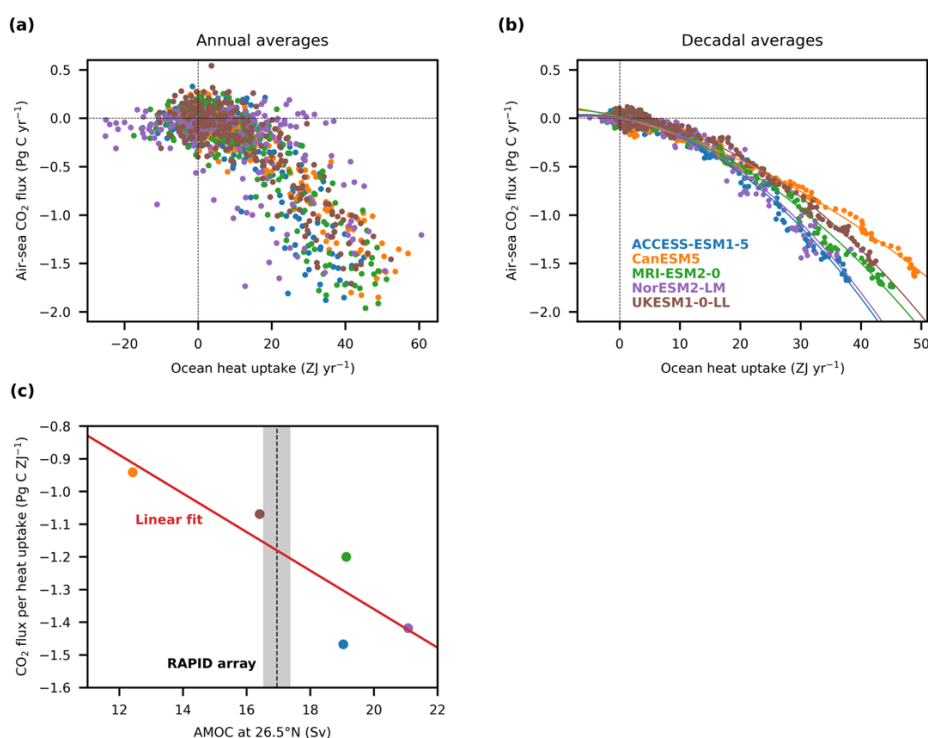 (a)
Annual averages
0.5
0.0
−0.5
−1.0
−1.5
−2.0
Air-sea CO₂ flux (Pg C yr⁻¹)
−20
0
20
40
60
Ocean heat uptake (ZJ yr⁻¹)
(b)
Decadal averages
0.5
0.0
−0.5
−1.0
−1.5
−2.0
Air-sea CO₂ flux (Pg C yr⁻¹)
ACCESS-ESM1-5
CanESM5
MRI-ESM2-0
NorESM2-LM
UKESM1-0-LL
0
10
20
30
40
50
Ocean heat uptake (ZJ yr⁻¹)
(c)
−0.8
−0.9
−1.0
−1.1
−1.2
−1.3
−1.4
−1.5
−1.6
CO₂ flux per heat uptake (Pg C ZJ⁻¹)
Linear fit
RAPID array
12
14
16
18
20
22
AMOC at 26.5°N (Sv)